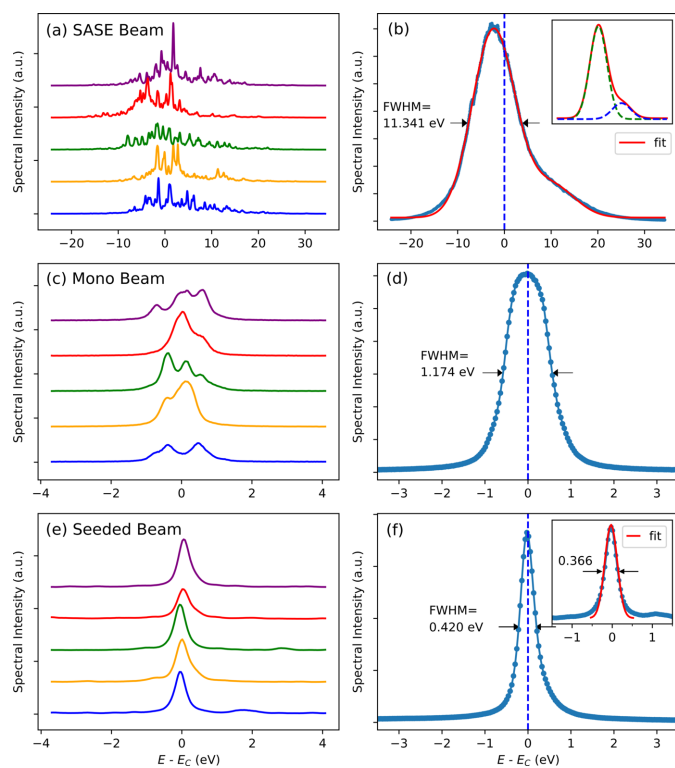 (a) SASE Beam
Spectral Intensity (a.u.)
−20 −10 0 10 20 30
(b)
Spectral Intensity (a.u.)
FWHM=
11.341 eV
fit
−20 −10 0 10 20 30
(c) Mono Beam
Spectral Intensity (a.u.)
−4 −2 0 2 4
(d)
Spectral Intensity (a.u.)
FWHM=
1.174 eV
−3 −2 −1 0 1 2 3
(e) Seeded Beam
Spectral Intensity (a.u.)
−4 −2 0 2 4
E - E_C (eV)
(f)
Spectral Intensity (a.u.)
FWHM=
0.420 eV
fit
0.366
−1 0 1
−3 −2 −1 0 1 2 3
E - E_C (eV)